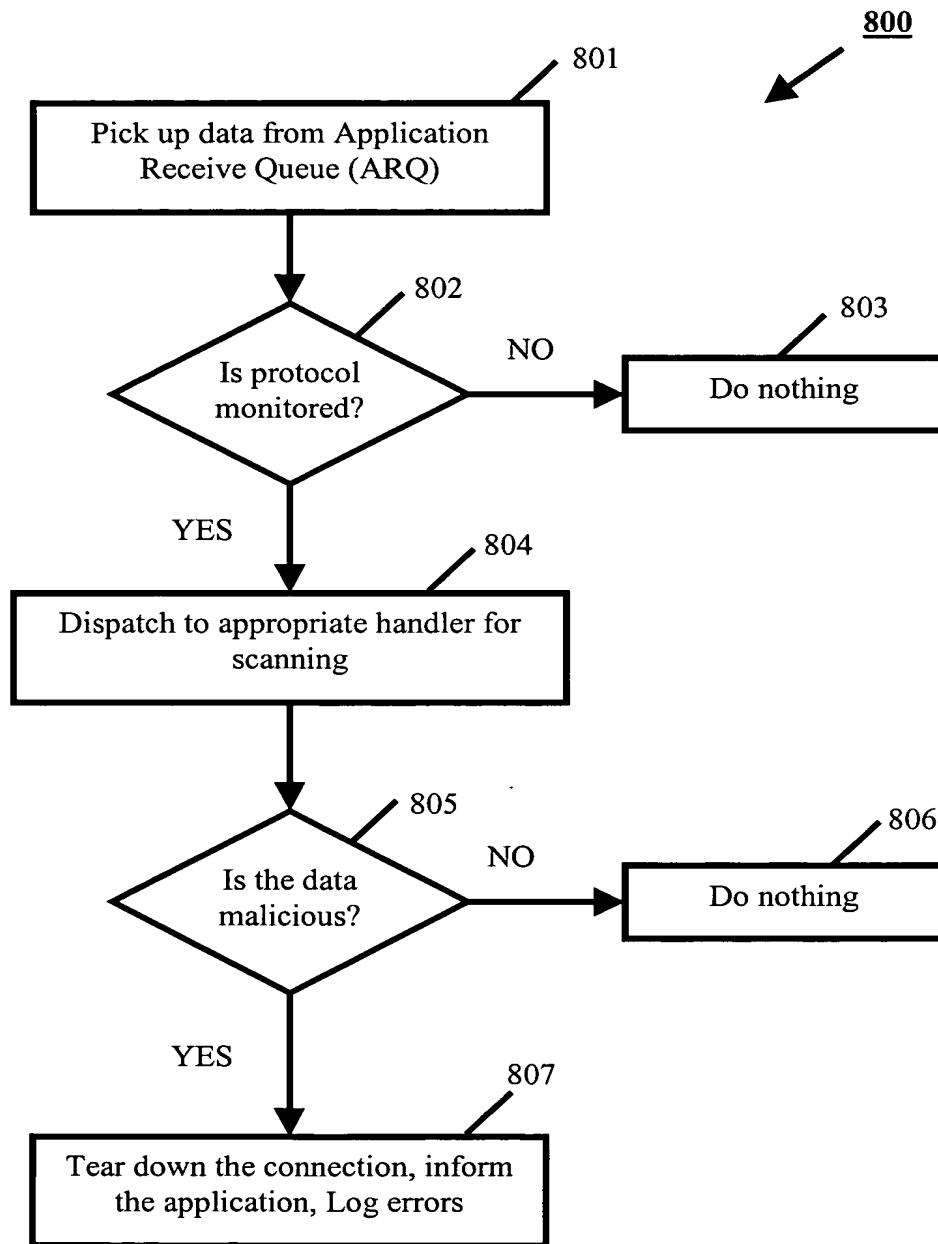 800
801
Pick up data from Application
Receive Queue (ARQ)
802
Is protocol
monitored?
NO
803
Do nothing
YES
804
Dispatch to appropriate handler for
scanning
805
Is the data
malicious?
NO
806
Do nothing
YES
807
Tear down the connection, inform
the application, Log errors